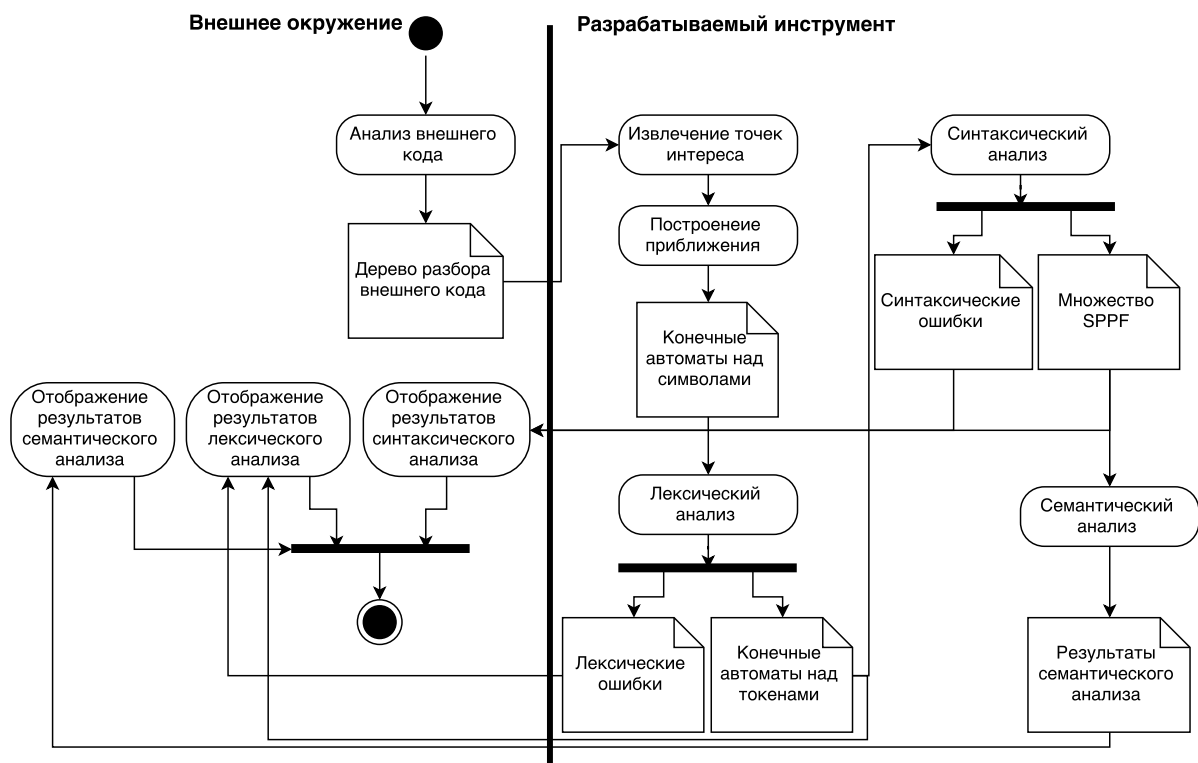 Внешнее окружение
Разрабатываемый инструмент
Анализ внешнего
кода
Извлечение точек
интереса
Синтаксический
анализ
Построенеие
приближения
Дерево разбора
внешнего кода
Синтаксические
ошибки
Множество
SPPF
Конечные
автоматы над
символами
Отображение
результатов
семантического
анализа
Отображение
результатов
лексического
анализа
Отображение
результатов
синтаксического
анализа
Лексический
анализ
Семантический
анализ
Лексические
ошибки
Конечные
автоматы над
токенами
Результаты
семантического
анализа